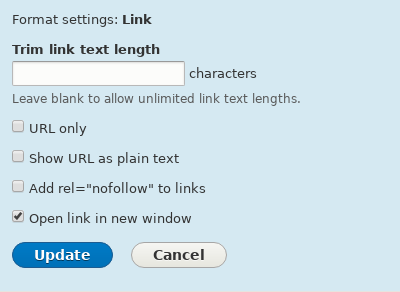 Format settings: Link
Trim link text length
characters
Leave blank to allow unlimited link text lengths.
URL only
Show URL as plain text
Add rel="nofollow" to links
Open link in new window
Update Cancel